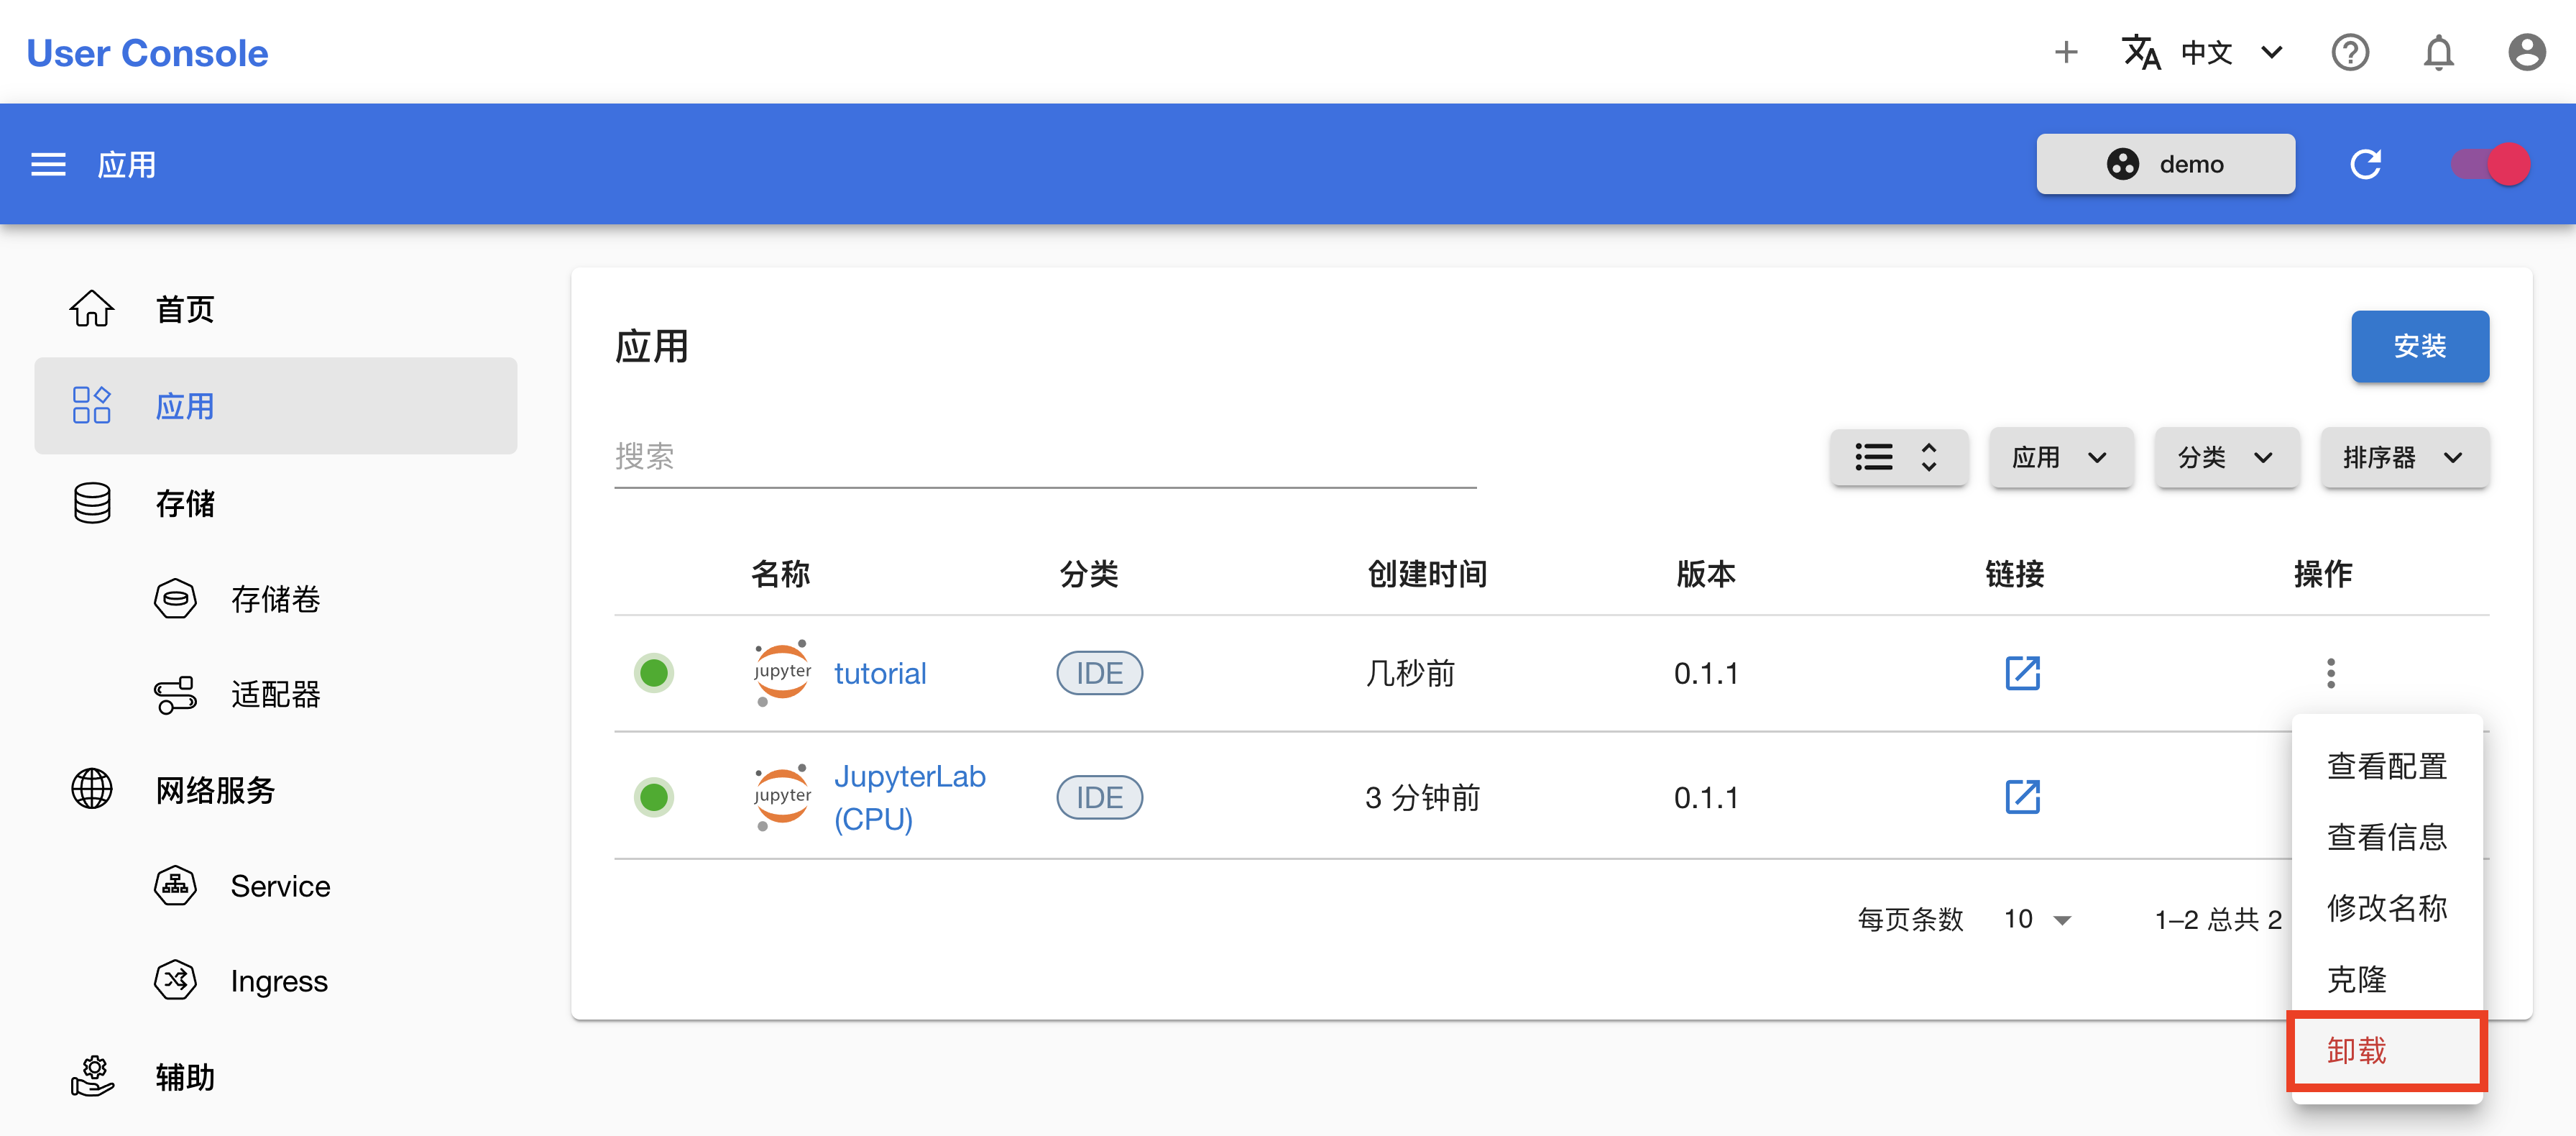 User Console
中文
应用
demo
首页
应用
存储
存储卷
适配器
网络服务
Service
Ingress
辅助
应用
安装
搜索
应用
分类
排序器
名称 分类 创建时间 版本 链接 操作
jupyter tutorial IDE 几秒前 0.1.1
jupyter JupyterLab
(CPU) IDE 3 分钟前 0.1.1
每页条数 10 1–2 总共 2
查看配置
查看信息
修改名称
克隆
卸载